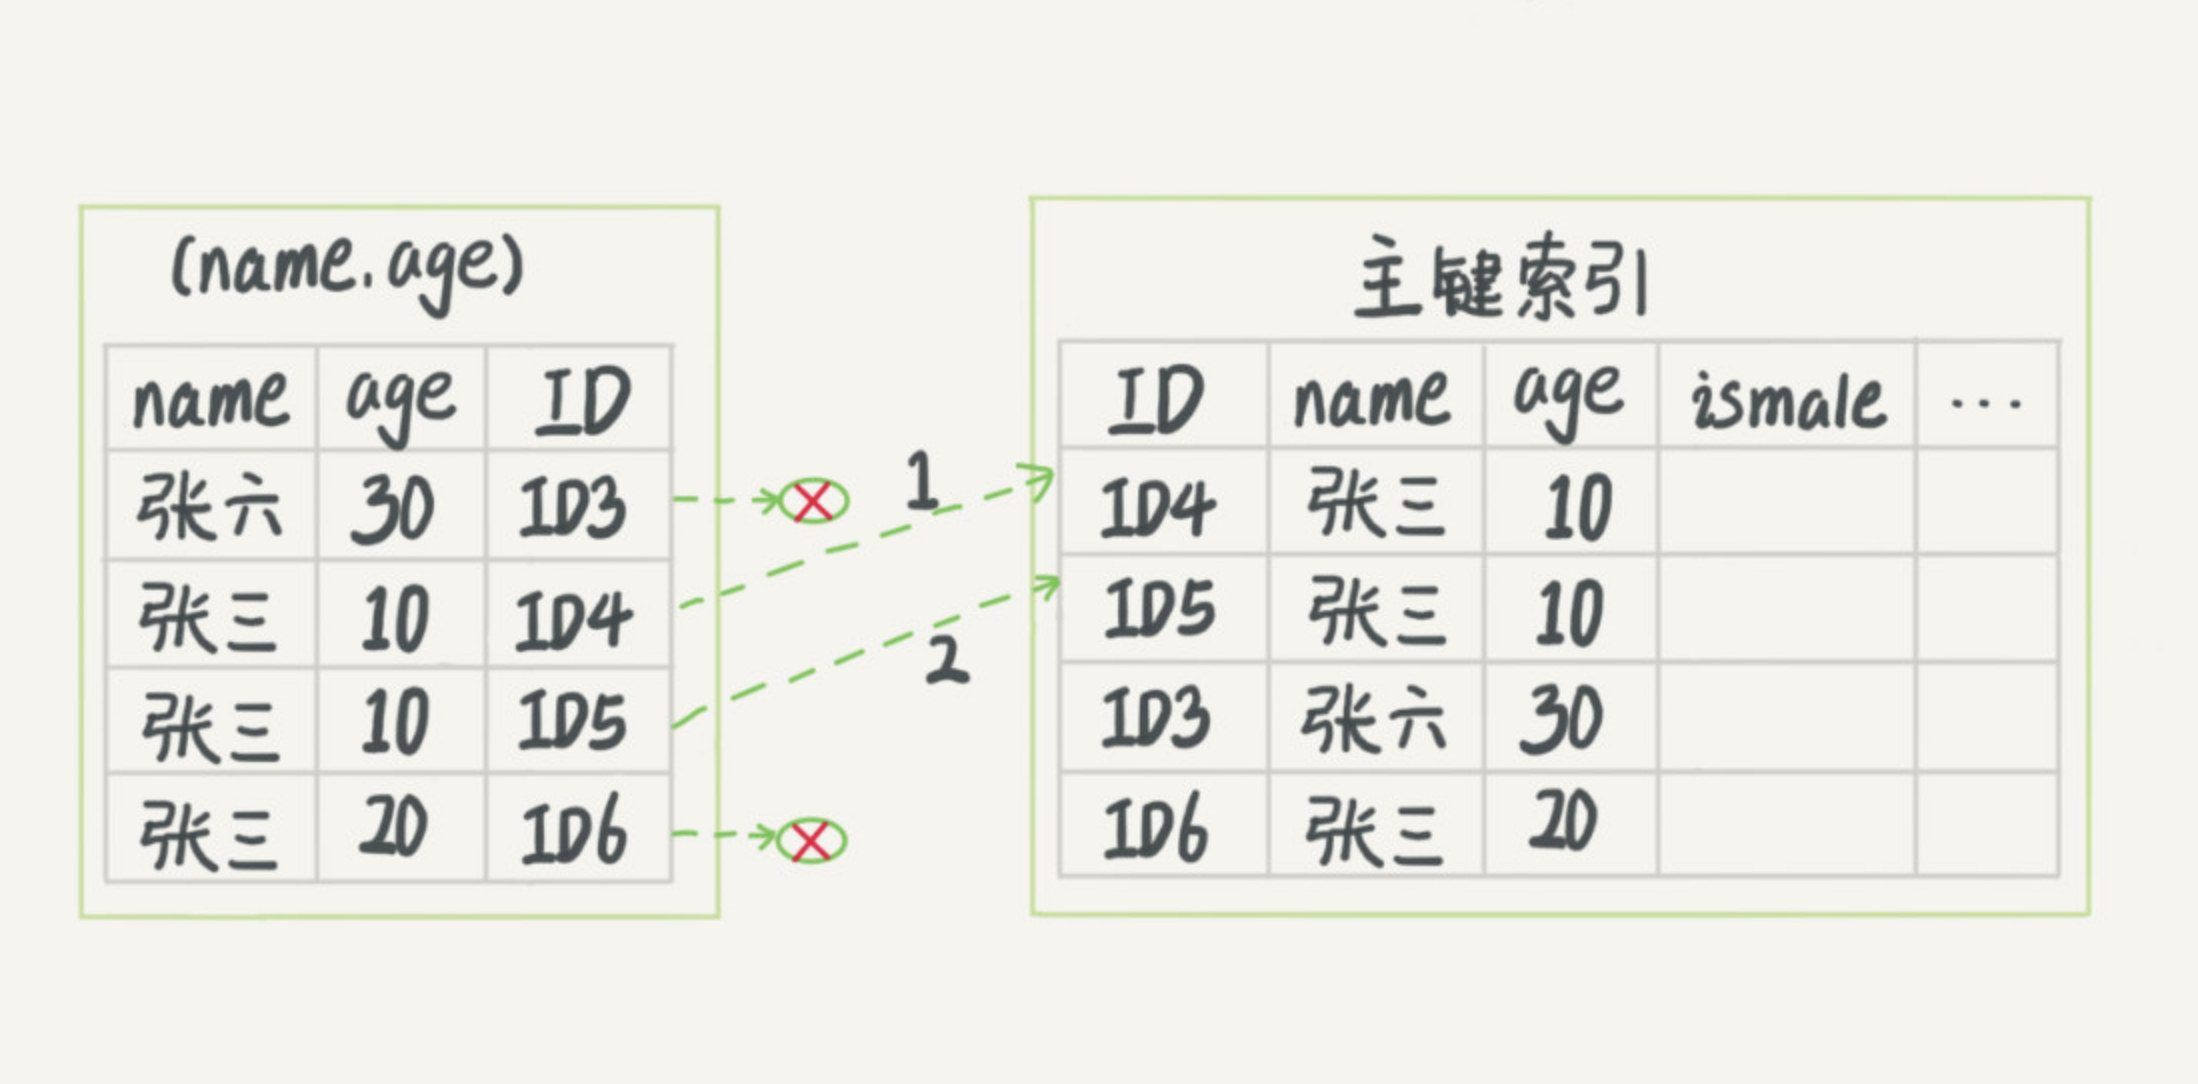 (name.age)
name age ID
张六 30 ID3
张三 10 ID4
张三 10 ID5
张三 20 ID6
1
2
主键索引
ID name age ismale ...
ID4 张三 10
ID5 张三 10
ID3 张六 30
ID6 张三 20